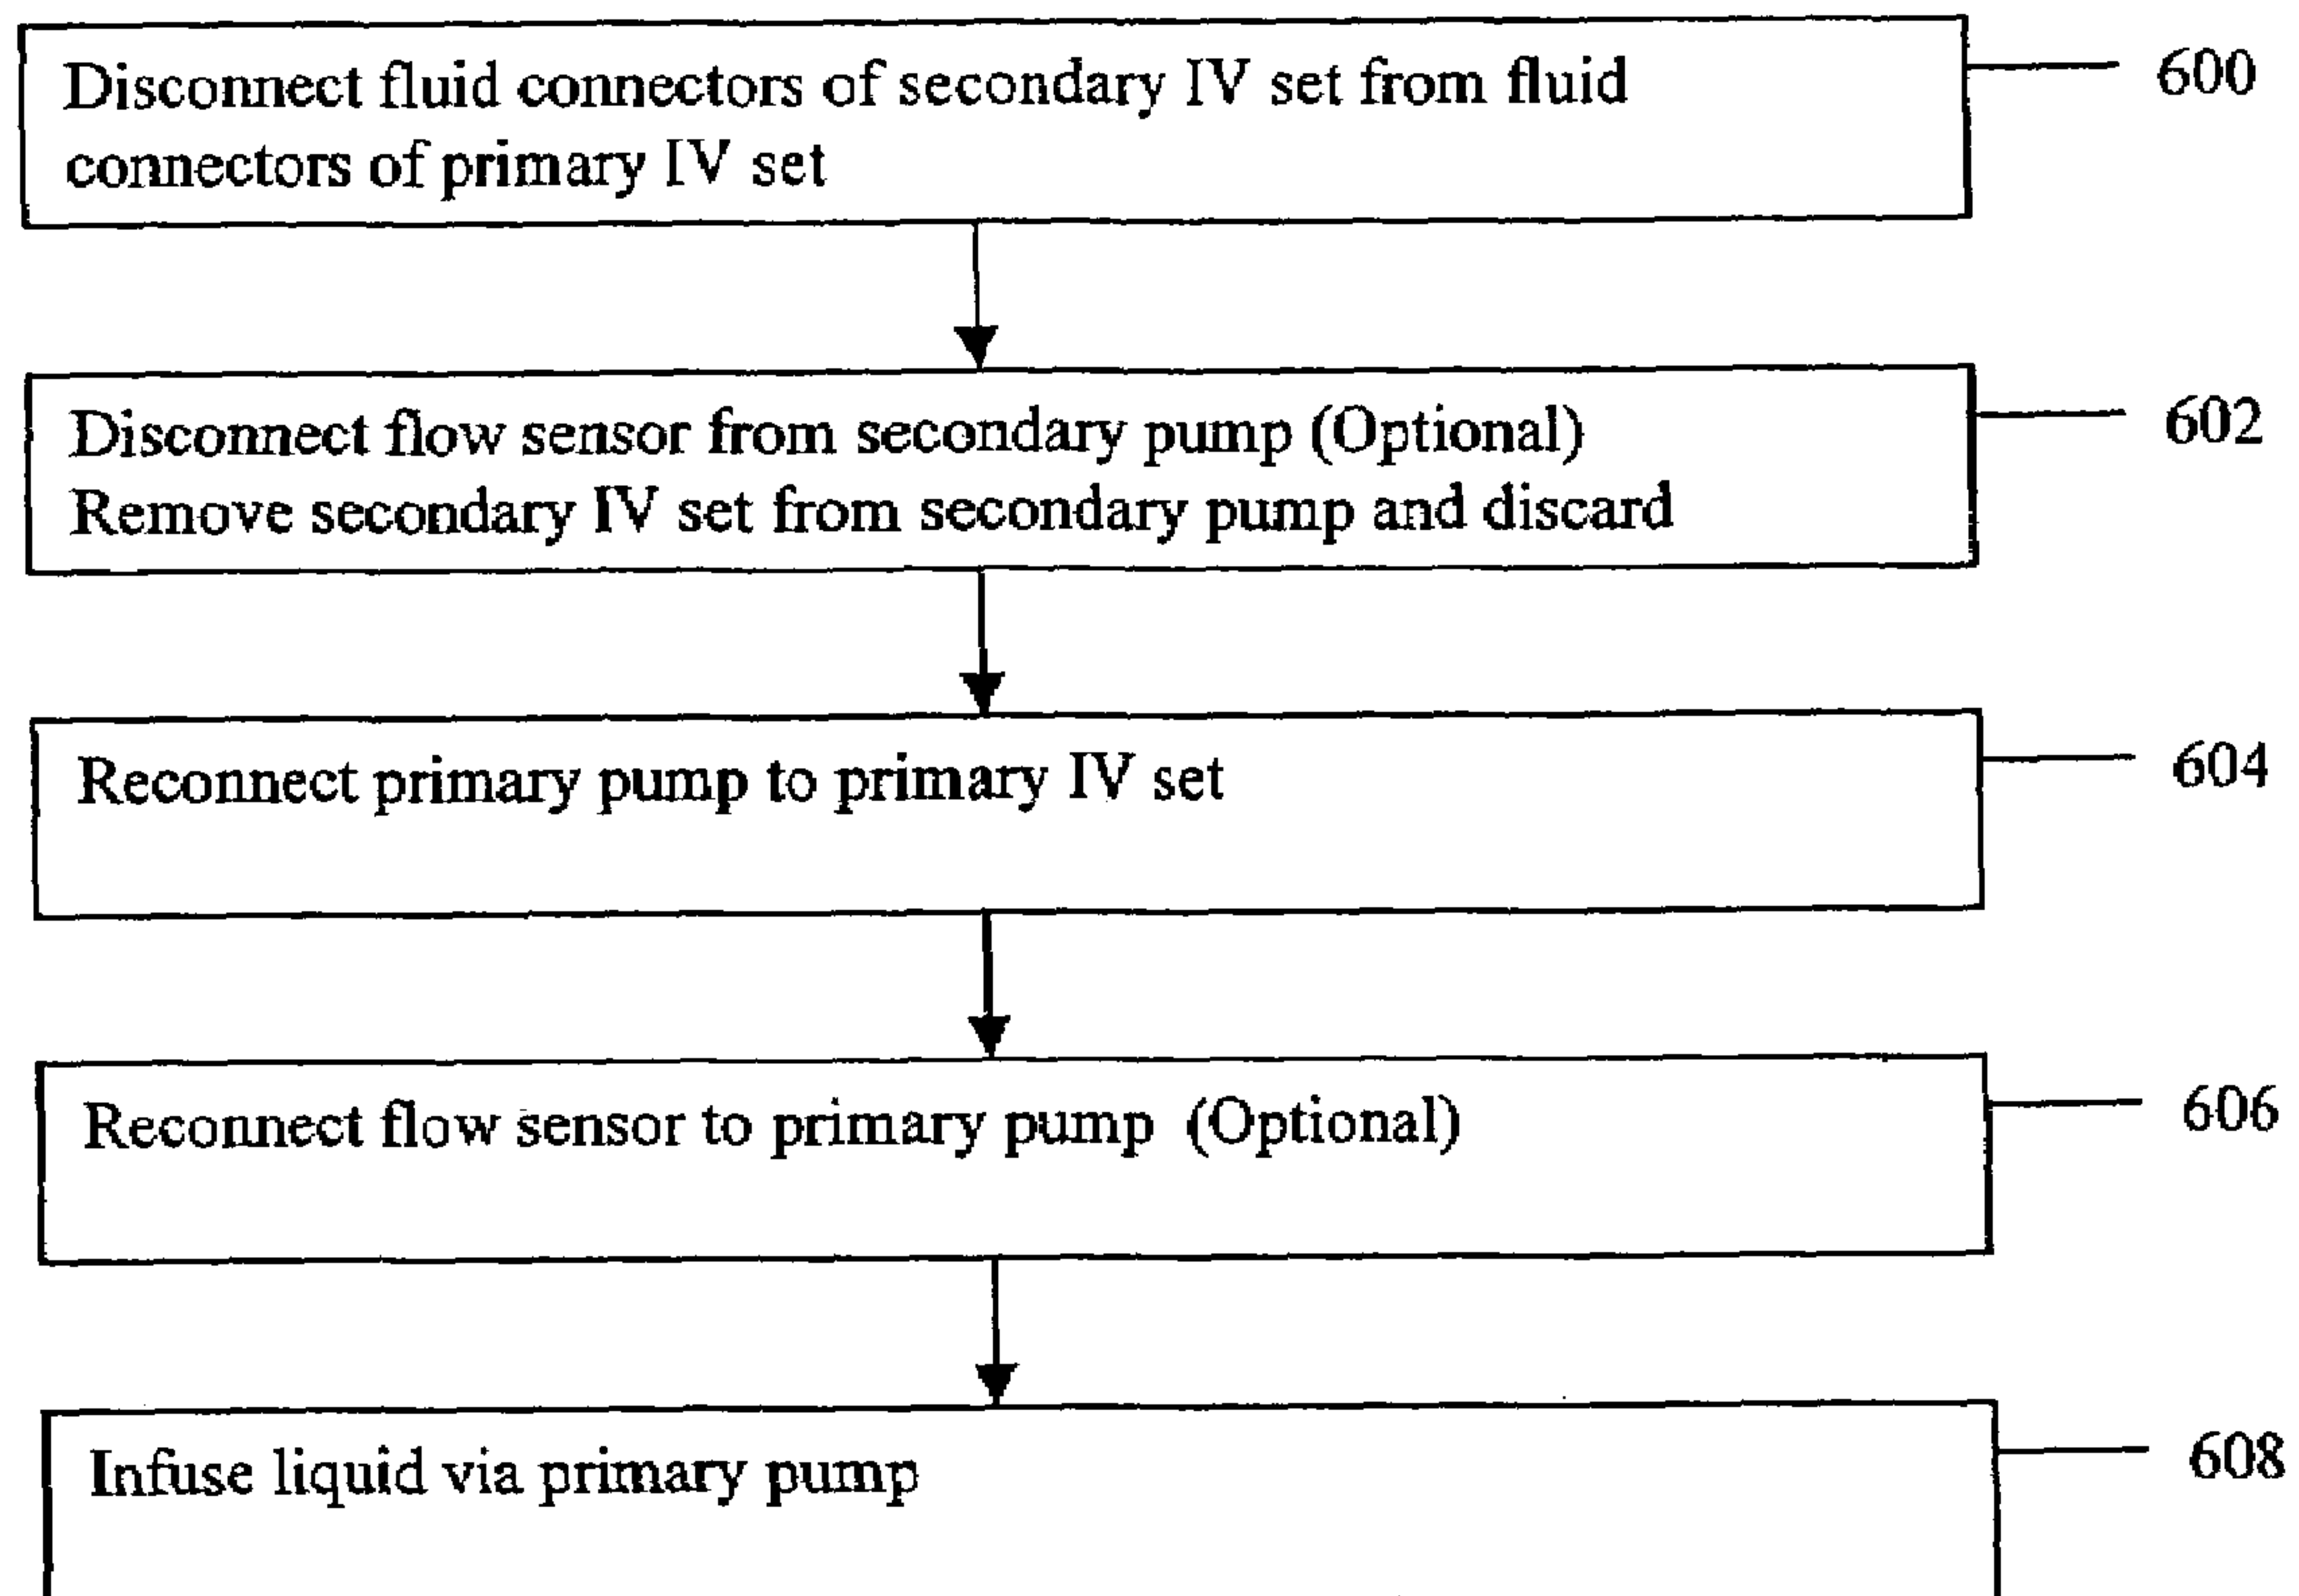 Disconnect fluid connectors of secondary IV set from fluid
connectors of primary IV set
600
Disconnect flow sensor from secondary pump (Optional)
Remove secondary IV set from secondary pump and discard
602
Reconnect primary pump to primary IV set
604
Reconnect flow sensor to primary pump (Optional)
606
Infuse liquid via primary pump
608